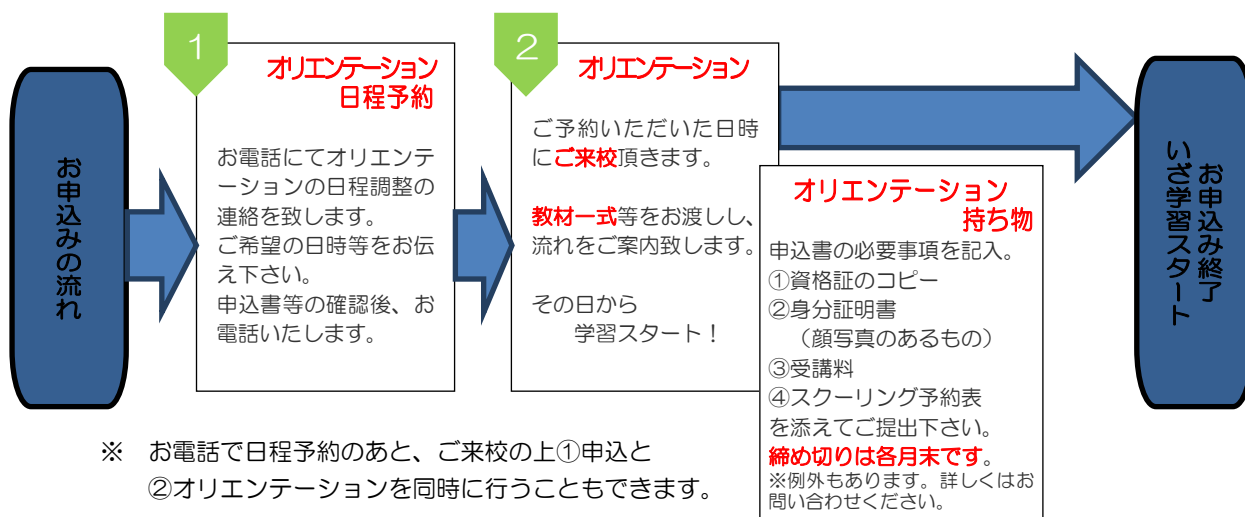 お申込みの流れ
1
オリエンテーション
日程予約
お電話にてオリエンテ
ーションの日程調整の
連絡を致します。
ご希望の日時等をお伝
え下さい。
申込書等の確認後、お
電話いたします。
2
オリエンテーション
ご予約いただいた日時
にご来校頂きます。
教材一式等をお渡しし、
流れをご案内致します。
その日から
学習スタート！
オリエンテーション
持ち物
申込書の必要事項を記入。
①資格証のコピー
②身分証明書
（顔写真のあるもの）
③受講料
④スクーリング予約表
を添えてご提出下さい。
締め切りは各月末です。
※例外もあります。詳しくはお
問い合わせください。
お申込み終了
いざ学習スタート
※　お電話で日程予約のあと、ご来校の上①申込と
②オリエンテーションを同時に行うこともできます。